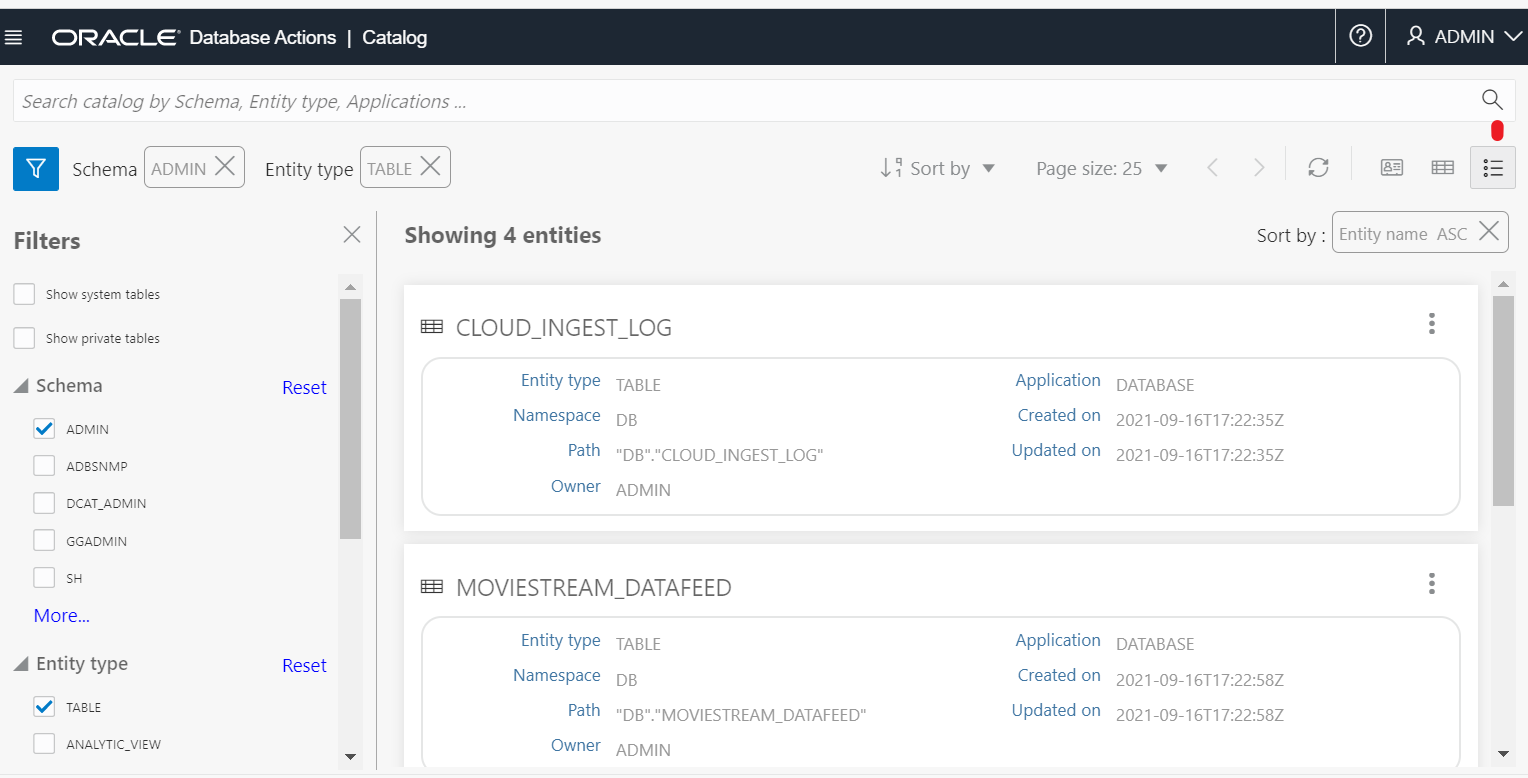 ORACLE Database Actions | Catalog
ADMIN
Search catalog by Schema, Entity type, Applications ...
Schema ADMIN Entity type TABLE Sort by Page size: 25
Filters
Show system tables
Show private tables
Schema Reset
ADMIN
ADBSNMP
DCAT_ADMIN
GGADMIN
SH
More...
Entity type Reset
TABLE
ANALYTIC_VIEW
Showing 4 entities
Sort by : Entity name ASC
CLOUD_INGEST_LOG
Entity type TABLE Application DATABASE
Namespace DB Created on 2021-09-16T17:22:35Z
Path "DB"."CLOUD_INGEST_LOG" Updated on 2021-09-16T17:22:35Z
Owner ADMIN
MOVIESTREAM_DATAFEED
Entity type TABLE Application DATABASE
Namespace DB Created on 2021-09-16T17:22:58Z
Path "DB"."MOVIESTREAM_DATAFEED" Updated on 2021-09-16T17:22:58Z
Owner ADMIN